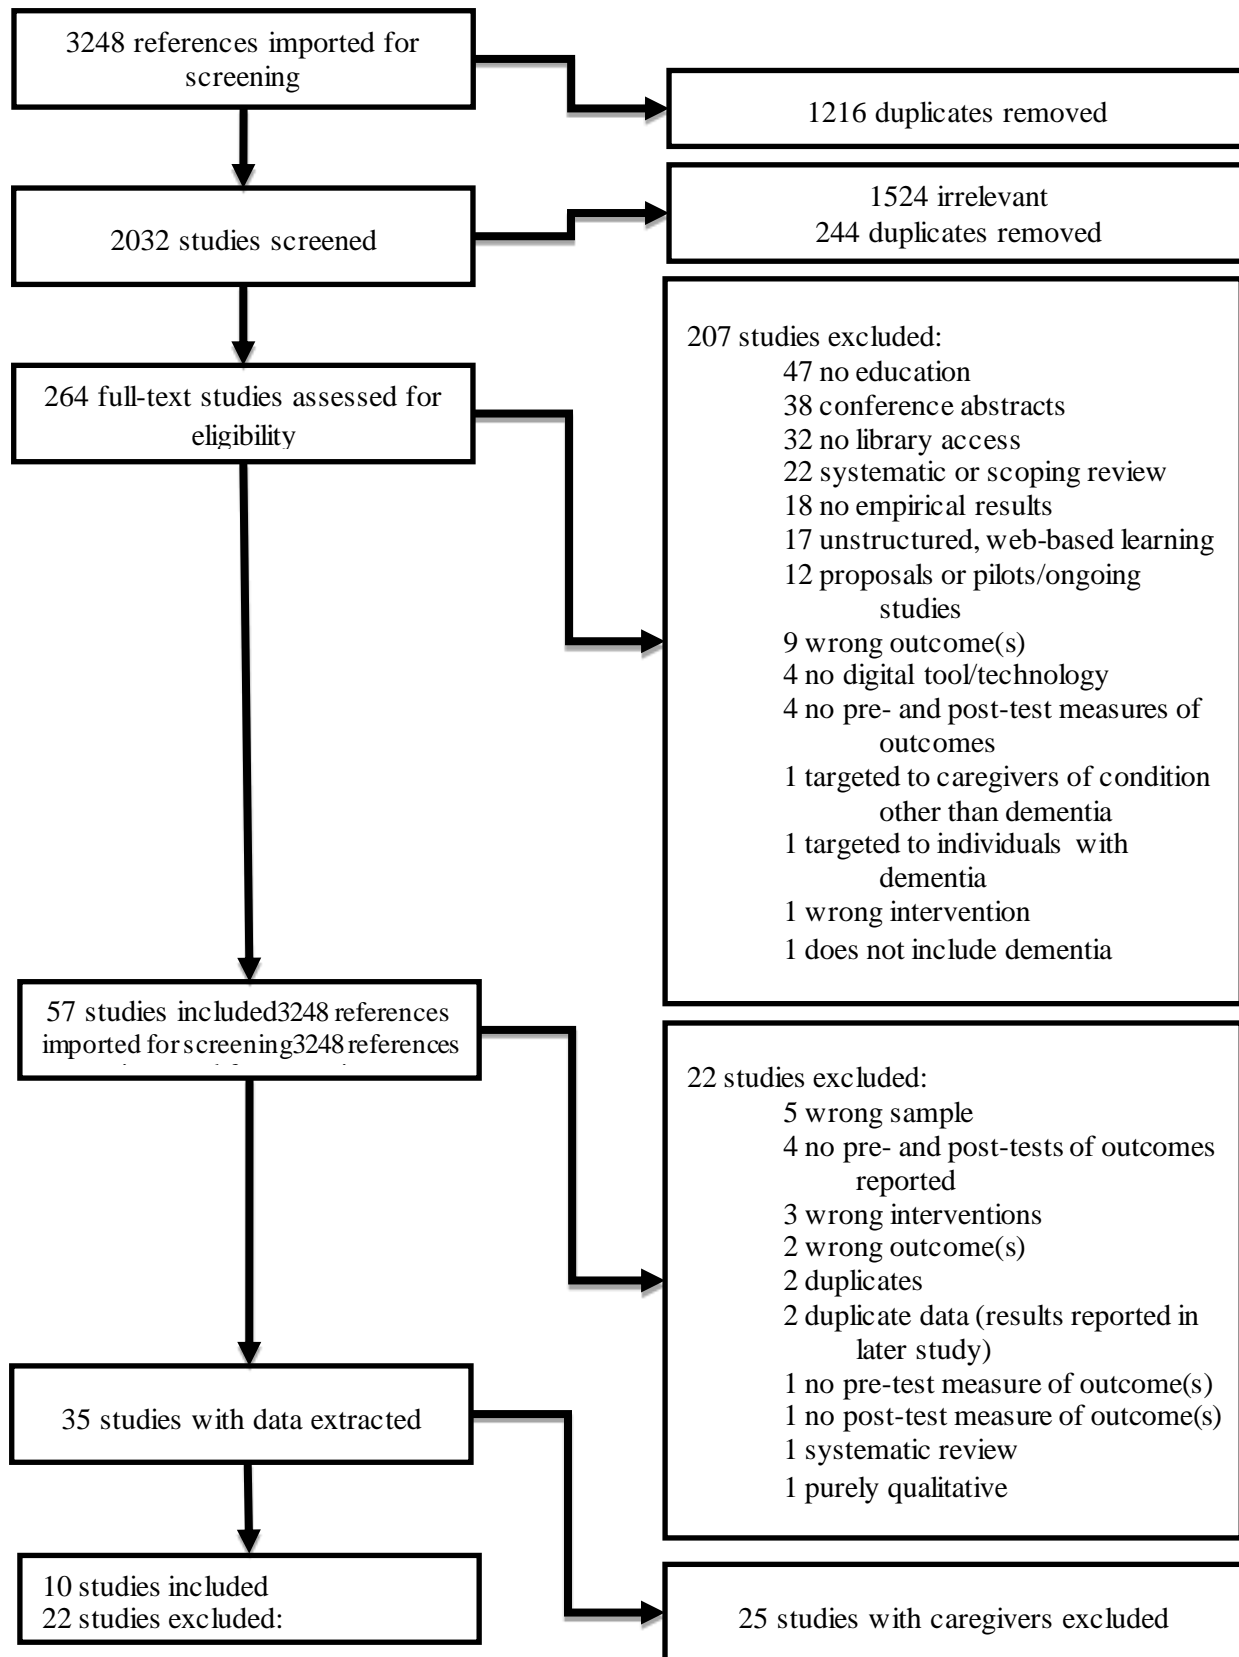 3248 references imported for
screening
1216 duplicates removed
2032 studies screened
1524 irrelevant
244 duplicates removed
264 full-text studies assessed for
eligibility
207 studies excluded:
47 no education
38 conference abstracts
32 no library access
22 systematic or scoping review
18 no empirical results
17 unstructured, web-based learning
12 proposals or pilots/ongoing
studies
9 wrong outcome(s)
4 no digital tool/technology
4 no pre- and post-test measures of
outcomes
1 targeted to caregivers of condition
other than dementia
1 targeted to individuals with
dementia
1 wrong intervention
1 does not include dementia
57 studies included3248 references
imported for screening3248 references
22 studies excluded:
5 wrong sample
4 no pre- and post-tests of outcomes
reported
3 wrong interventions
2 wrong outcome(s)
2 duplicates
2 duplicate data (results reported in
later study)
1 no pre-test measure of outcome(s)
1 no post-test measure of outcome(s)
1 systematic review
1 purely qualitative
35 studies with data extracted
10 studies included
22 studies excluded:
25 studies with caregivers excluded